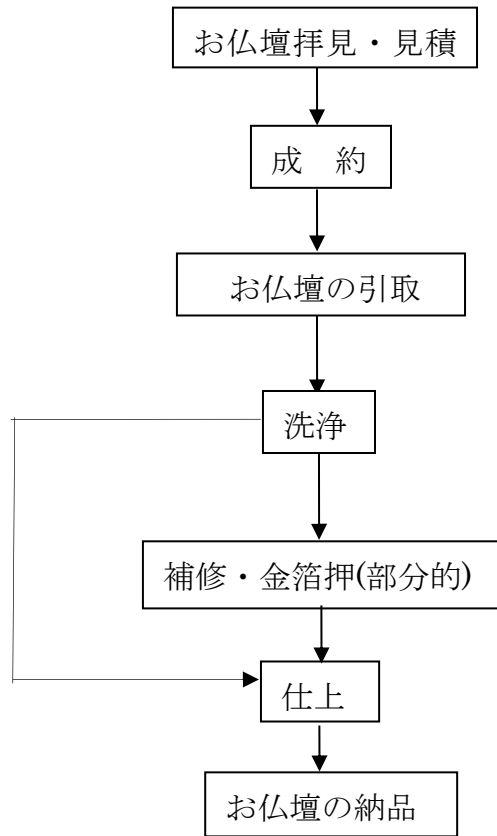 お仏壇拝見・見積
成　約
お仏壇の引取
洗浄
補修・金箔押(部分的)
仕上
お仏壇の納品